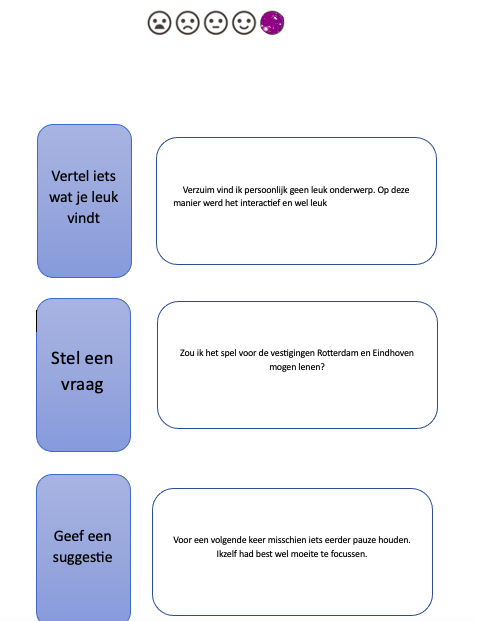 Vertel iets
wat je leuk
vindt
Verzuim vind ik persoonlijk geen leuk onderwerp. Op deze
manier werd het interactief en wel leuk
Stel een
vraag
Zou ik het spel voor de vestigingen Rotterdam en Eindhoven
mogen lenen?
Geef een
suggestie
Voor een volgende keer misschien iets eerder pauze houden.
Ikzelf had best wel moeite te focussen.